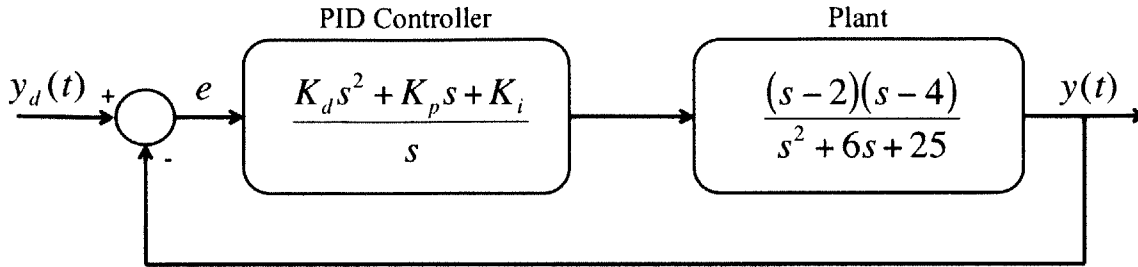 PID Controller
Plant
y_d(t)
+
-
e
K_d s^2 + K_p s + K_i
s
(s-2)(s-4)
s^2 + 6s + 25
y(t)